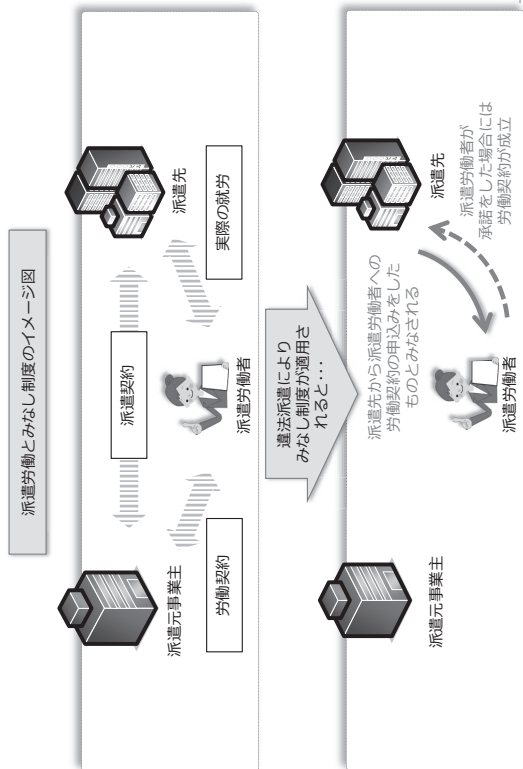 派遣労働とみなし制度のイメージ図
派遣元事業主
派遣契約
派遣先
労働契約
派遣労働者
実際の就労
違法派遣により
みなし制度が適用さ
れると･･･
派遣元事業主
派遣先から派遣労働者への
労働契約の申込みをした
ものとみなされる
派遣労働者
派遣先
派遣労働者が
承諾をした場合には
労働契約が成立